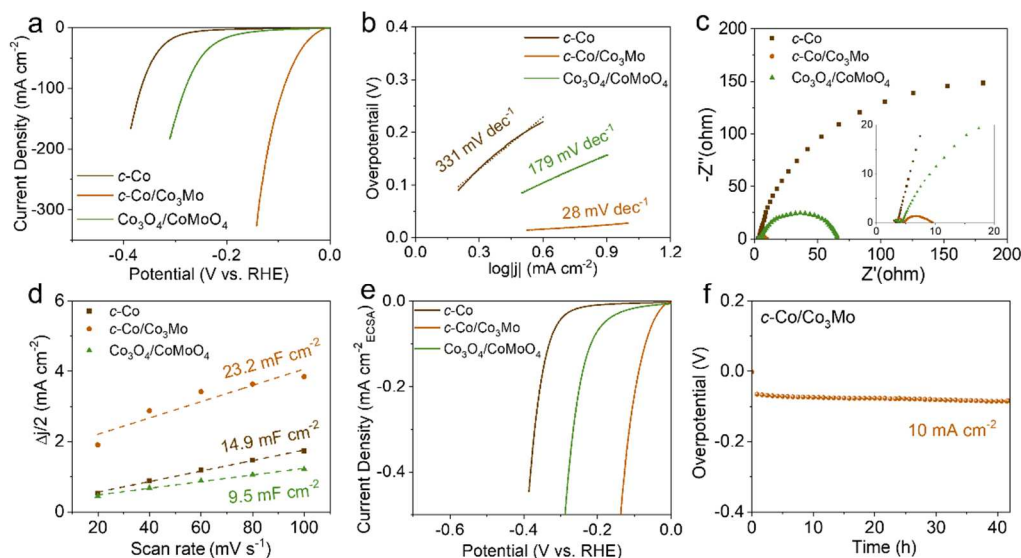 a
Current Density (mA cm⁻²)
0
-100
-200
-300
c-Co
c-Co/Co₃Mo
Co₃O₄/CoMoO₄
-0.6
-0.4
-0.2
-0.0
Potential (V vs. RHE)
b
Overpotentail (V)
0.4
0.3
0.2
0.1
0.0
c-Co
c-Co/Co₃Mo
Co₃O₄/CoMoO₄
331 mV dec⁻¹
179 mV dec⁻¹
28 mV dec⁻¹
0.0
0.3
0.6
0.9
1.2
log|j| (mA cm⁻²)
c
-Z''(ohm)
-200
150
100
50
25
0
c-Co
c-Co/Co₃Mo
Co₃O₄/CoMoO₄
20
10
0
0
10
20
0
50
100
150
200
Z'(ohm)
d
Δj/2 (mA cm⁻²)
6
4
2
0
c-Co
c-Co/Co₃Mo
Co₃O₄/CoMoO₄
23.2 mF cm⁻²
14.9 mF cm⁻²
9.5 mF cm⁻²
20
40
60
80
100
Scan rate (mV s⁻¹)
e
Current Density (mA cm⁻²ECSA)
0.0
-0.2
-0.4
c-Co
c-Co/Co₃Mo
Co₃O₄/CoMoO₄
-0.6
-0.4
-0.2
0.0
Potential (V vs. RHE)
f
c-Co/Co₃Mo
Overpotential (V)
0.2
0.0
-0.2
-0.4
10 mA cm⁻²
0
10
20
30
40
Time (h)